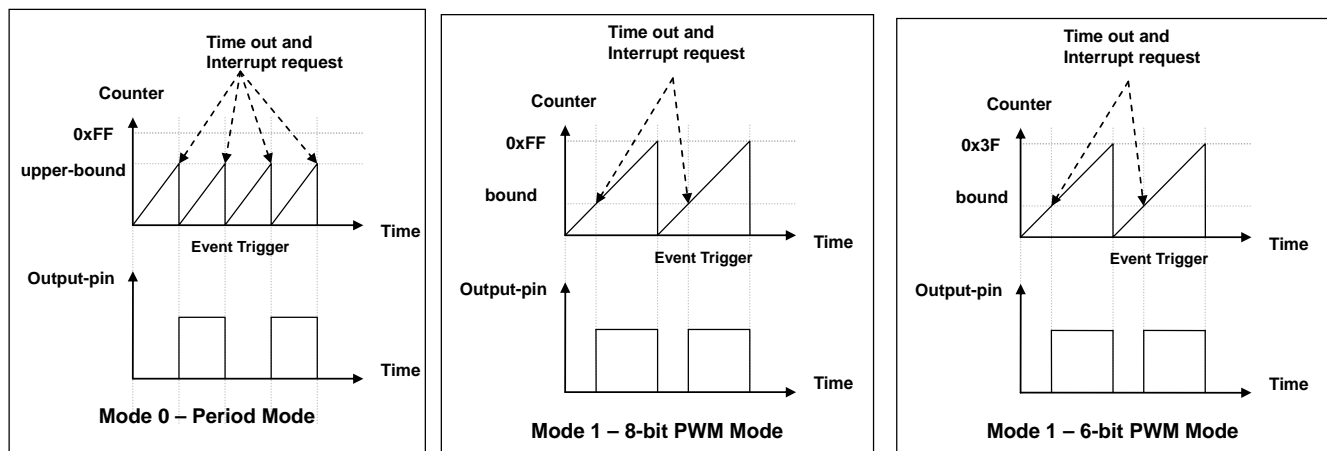 Time out and
Interrupt request
Counter
0xFF
upper-bound
Time
Event Trigger
Output-pin
Time
Mode 0 – Period Mode
Time out and
Interrupt request
Counter
0xFF
bound
Time
Event Trigger
Output-pin
Time
Mode 1 – 8-bit PWM Mode
Time out and
Interrupt request
Counter
0x3F
bound
Time
Event Trigger
Output-pin
Time
Mode 1 – 6-bit PWM Mode